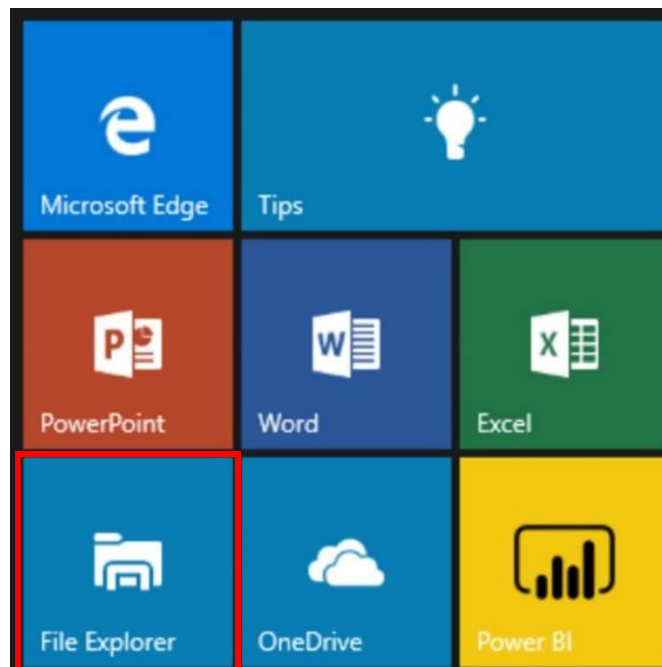 Microsoft Edge
Tips
PowerPoint
Word
Excel
File Explorer
OneDrive
Power BI